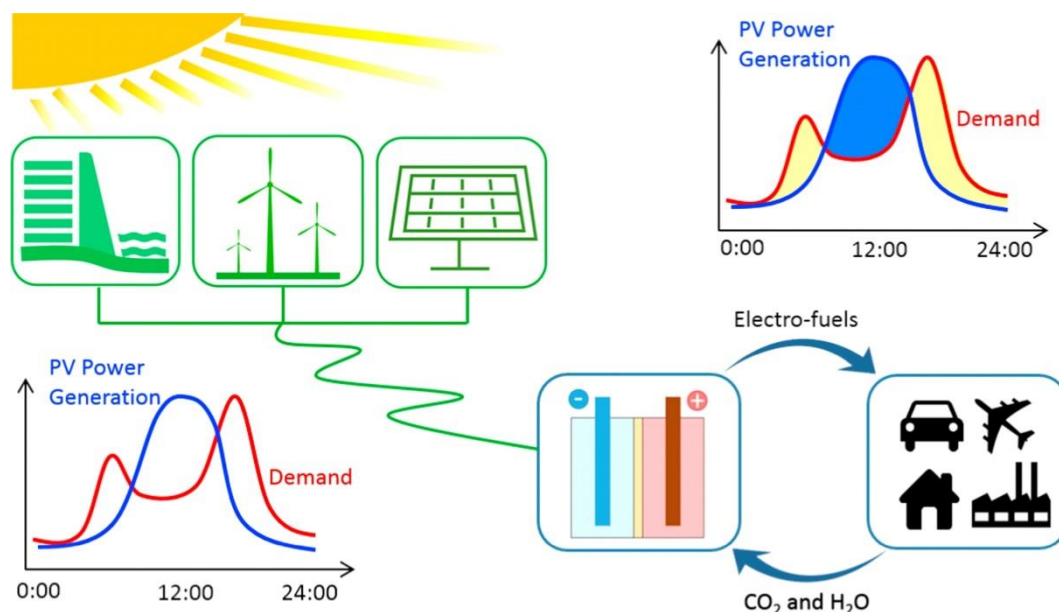 PV Power
Generation
Demand
0:00 12:00 24:00
Electro-fuels
PV Power
Generation
Demand
0:00 12:00 24:00
- +
CO₂ and H₂O